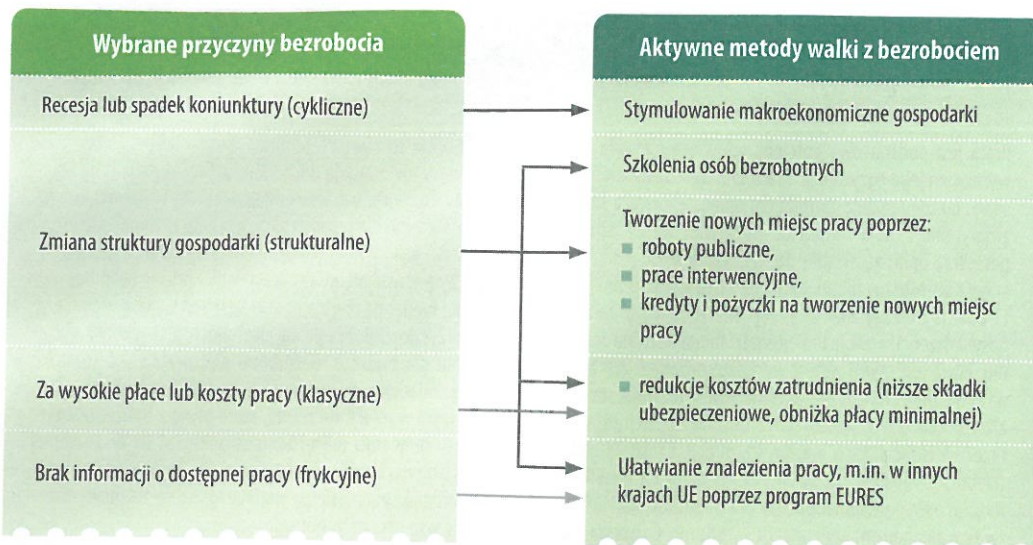 Wybrane przyczyny bezrobocia
Recesja lub spadek koniunktury (cykliczne)
Zmiana struktury gospodarki (strukturalne)
Za wysokie płace lub koszty pracy (klasyczne)
Brak informacji o dostępnej pracy (frykcyjne)
Aktywne metody walki z bezrobociem
Stymulowanie makroekonomiczne gospodarki
Szkolenia osób bezrobotnych
Tworzenie nowych miejsc pracy poprzez:
roboty publiczne,
prace interwencyjne,
kredyty i pożyczki na tworzenie nowych miejsc
pracy
redukcje kosztów zatrudnienia (niższe składki
ubezpieczeniowe, obniżka płacy minimalnej)
Ułatwianie znalezienia pracy, m.in. w innych
krajach UE poprzez program EURES